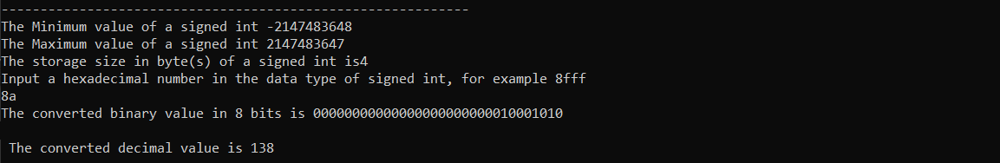 ------------------------------------------------------------
The Minimum value of a signed int -2147483648
The Maximum value of a signed int 2147483647
The storage size in byte(s) of a signed int is4
Input a hexadecimal number in the data type of signed int, for example 8fff
8a
The converted binary value in 8 bits is 00000000000000000000000010001010
The converted decimal value is 138